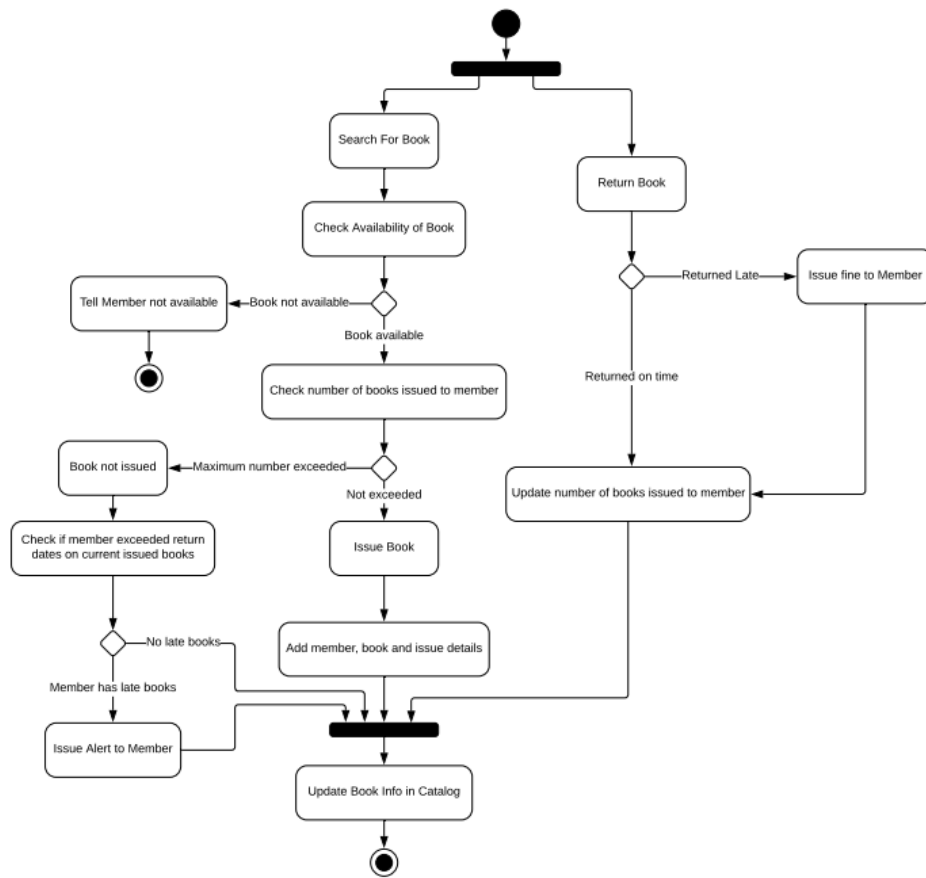 Search For Book
Return Book
Check Availability of Book
Returned Late
Issue fine to Member
Tell Member not available
Book not available
Book available
Returned on time
Check number of books issued to member
Book not issued
Maximum number exceeded
Not exceeded
Update number of books issued to member
Check if member exceeded return
dates on current issued books
Issue Book
No late books
Add member, book and issue details
Member has late books
Issue Alert to Member
Update Book Info in Catalog